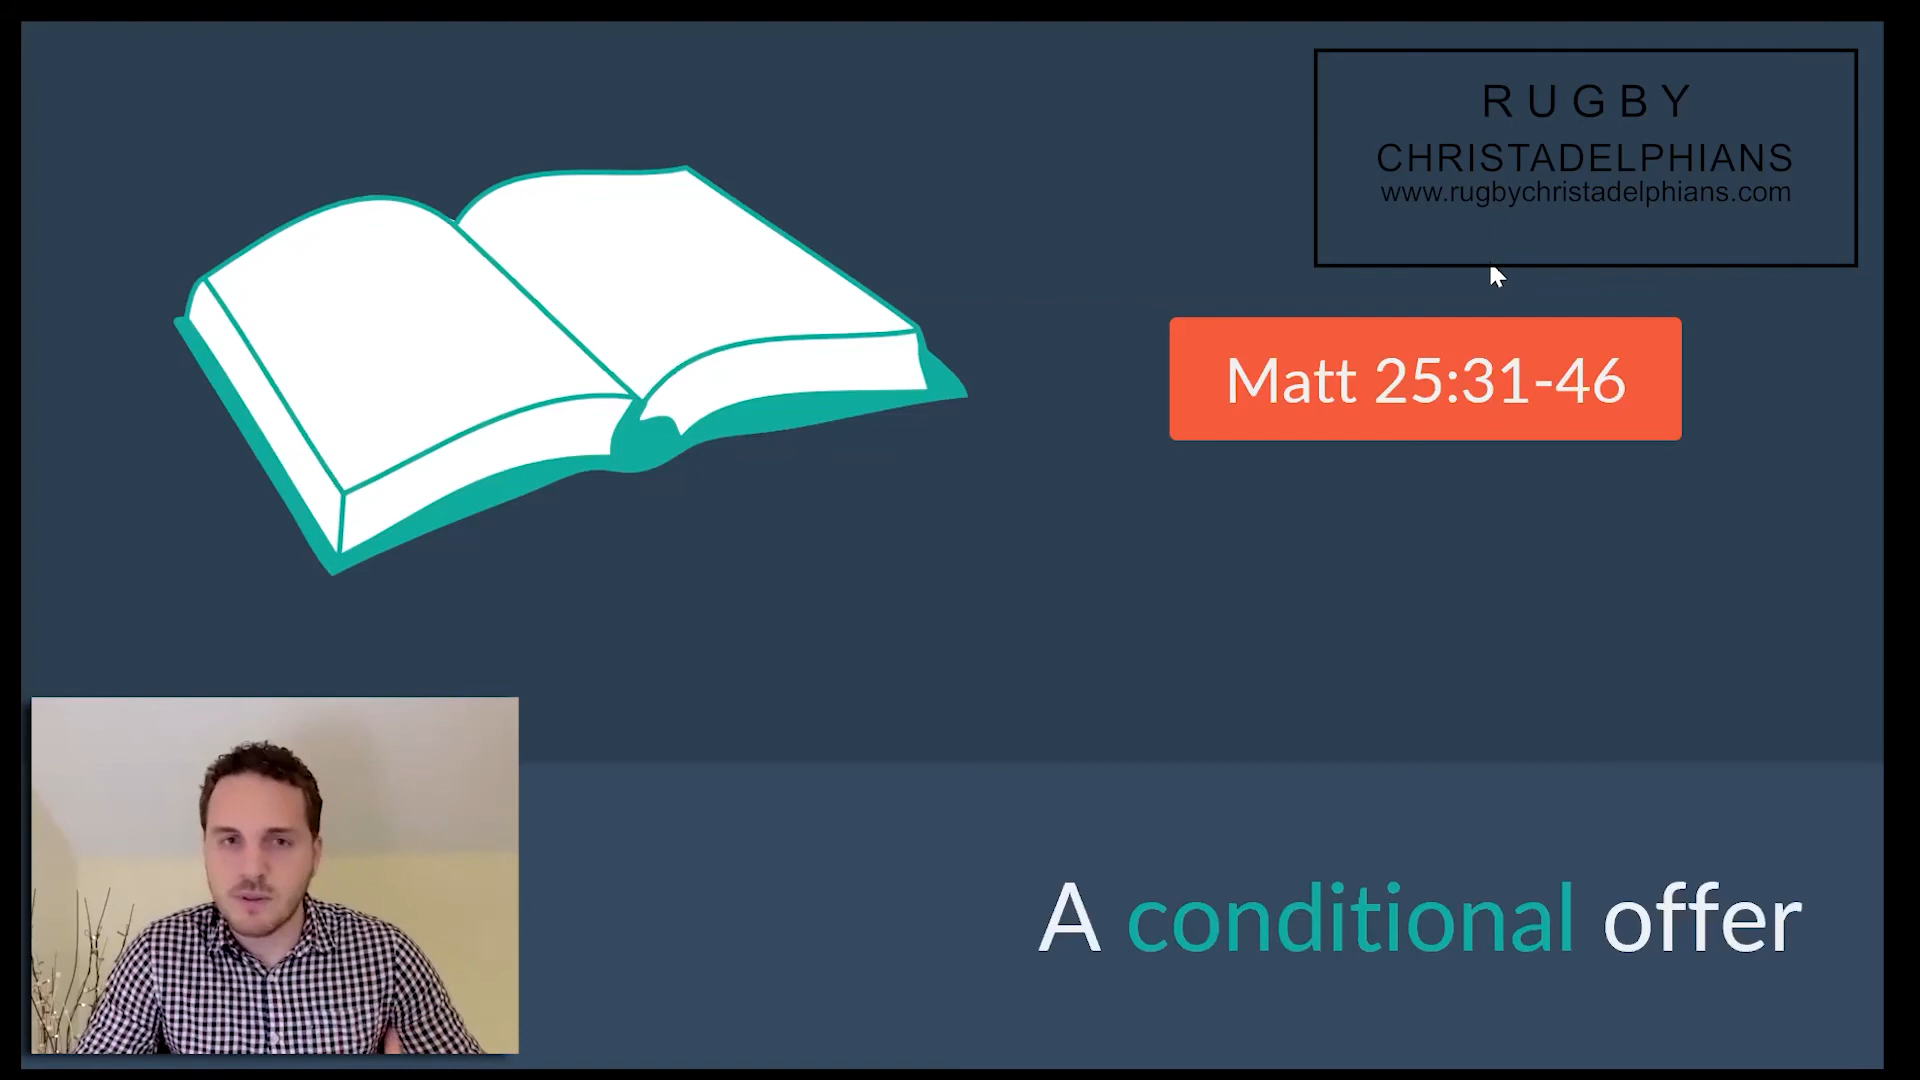 RUGBY
CHRISTADELPHIANS
www.rugbychristadelphians.com
Matt 25:31-46
A conditional offer